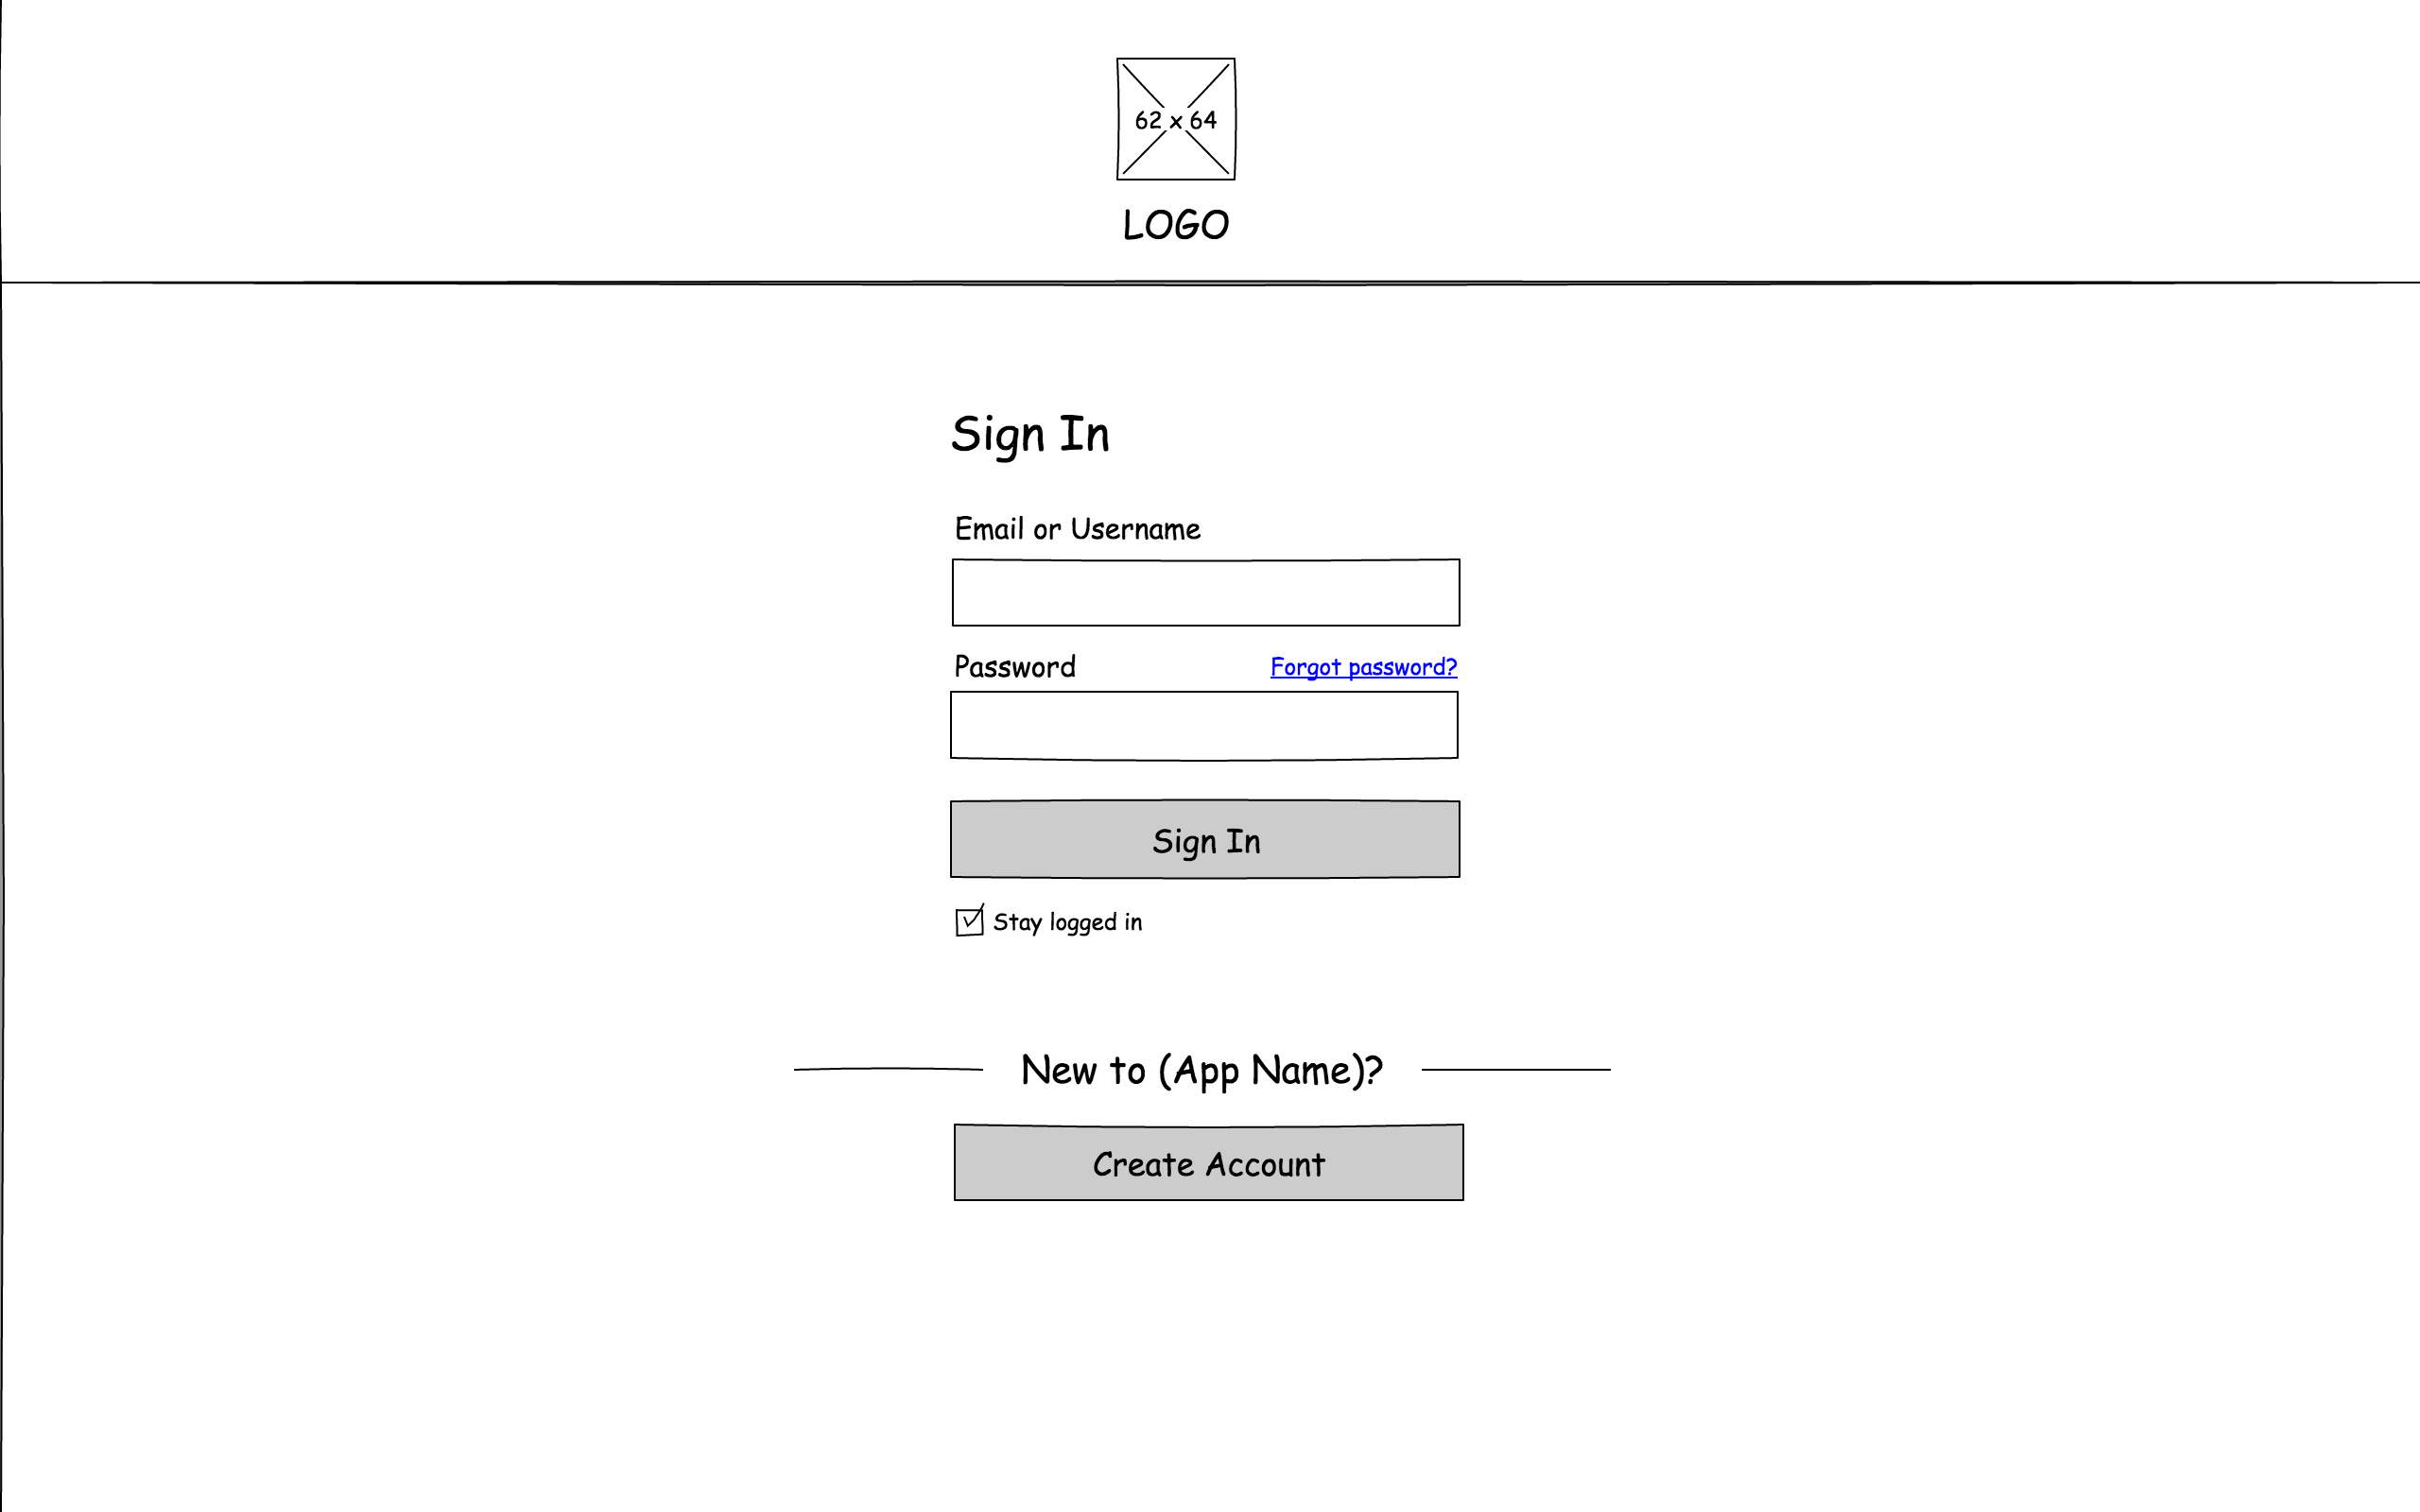 62 x 64
LOGO
Sign In
Email or Username
Password
Forgot password?
Sign In
Stay logged in
New to (App Name)?
Create Account